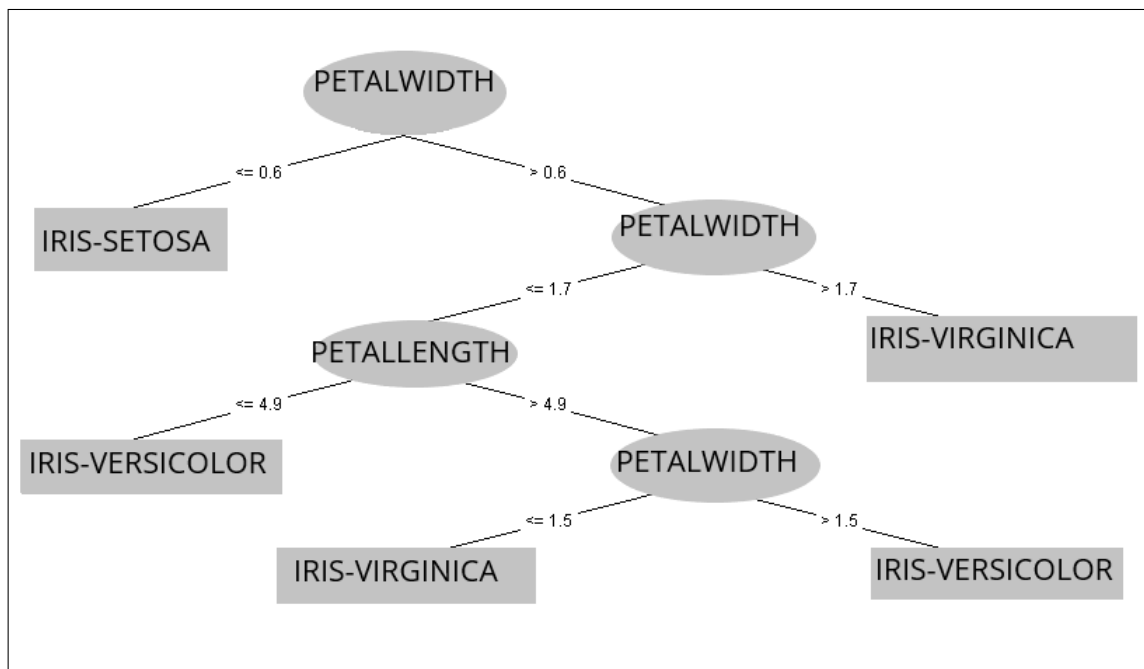 PETALWIDTH
<= 0.6
> 0.6
IRIS-SETOSA
PETALWIDTH
<= 1.7
> 1.7
PETALLENGTH
IRIS-VIRGINICA
<= 4.9
> 4.9
IRIS-VERSICOLOR
PETALWIDTH
<= 1.5
> 1.5
IRIS-VIRGINICA
IRIS-VERSICOLOR